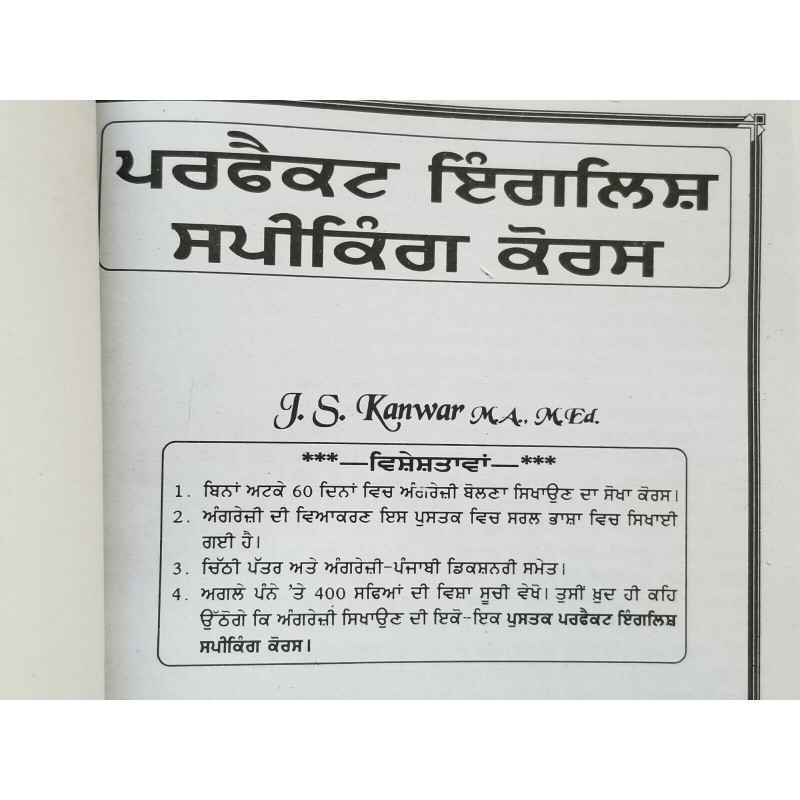 ਪਰਫੈਕਟ ਇੰਗਲਿਸ਼
ਸਪੀਕਿੰਗ ਕੋਰਸ
J. S. Kanwar M.A., M.Ed.
***—ਵਿਸ਼ੇਸ਼ਤਾਵਾਂ—***
1. ਬਿਨਾਂ ਅਟਕੇ 60 ਦਿਨਾਂ ਵਿਚ ਅੰਗਰੇਜ਼ੀ ਬੋਲਣਾ ਸਿਖਾਉਣ ਦਾ ਸੋਖਾ ਕੋਰਸ।
2. ਅੰਗਰੇਜ਼ੀ ਦੀ ਵਿਆਕਰਣ ਇਸ ਪੁਸਤਕ ਵਿਚ ਸਰਲ ਭਾਸ਼ਾ ਵਿਚ ਸਿਖਾਈ
ਗਈ ਹੈ।
3. ਚਿੱਠੀ ਪੱਤਰ ਅਤੇ ਅੰਗਰੇਜ਼ੀ-ਪੰਜਾਬੀ ਡਿਕਸ਼ਨਰੀ ਸਮੇਤ।
4. ਅਗਲੇ ਪੰਨੇ 'ਤੇ 400 ਸਫਿਆਂ ਦੀ ਵਿਸ਼ਾ ਸੂਚੀ ਵੇਖੋ। ਤੁਸੀਂ ਖ਼ੁਦ ਹੀ ਕਹਿ
ਉੱਠੋਗੇ ਕਿ ਅੰਗਰੇਜ਼ੀ ਸਿਖਾਉਣ ਦੀ ਇਕੋ-ਇਕ ਪੁਸਤਕ ਪਰਫੈਕਟ ਇੰਗਲਿਸ਼
ਸਪੀਕਿੰਗ ਕੋਰਸ।